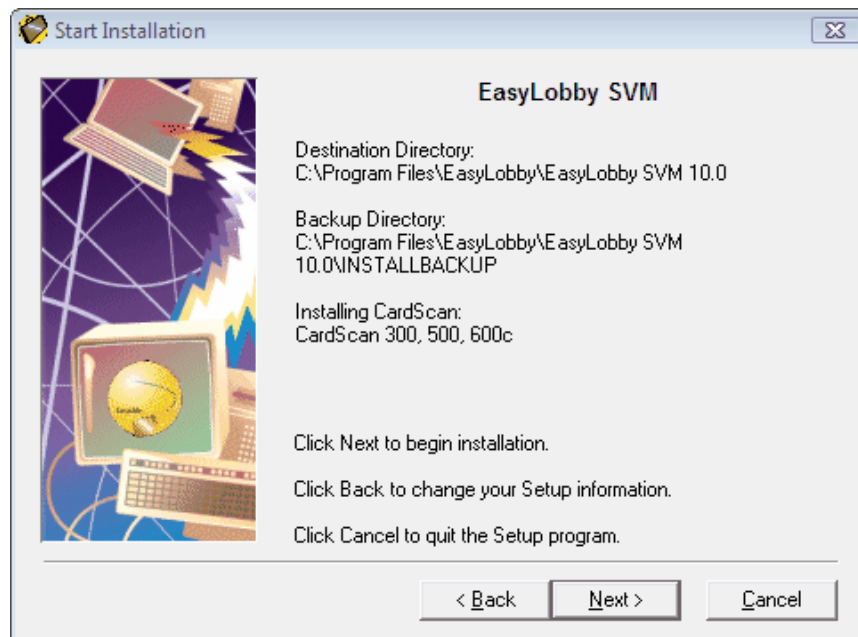 Start Installation
EasyLobby SVM
Destination Directory:
C:\Program Files\EasyLobby\EasyLobby SVM 10.0
Backup Directory:
C:\Program Files\EasyLobby\EasyLobby SVM
10.0\INSTALLBACKUP
Installing CardScan:
CardScan 300, 500, 600c
Click Next to begin installation.
Click Back to change your Setup information.
Click Cancel to quit the Setup program.
< Back
Next >
Cancel